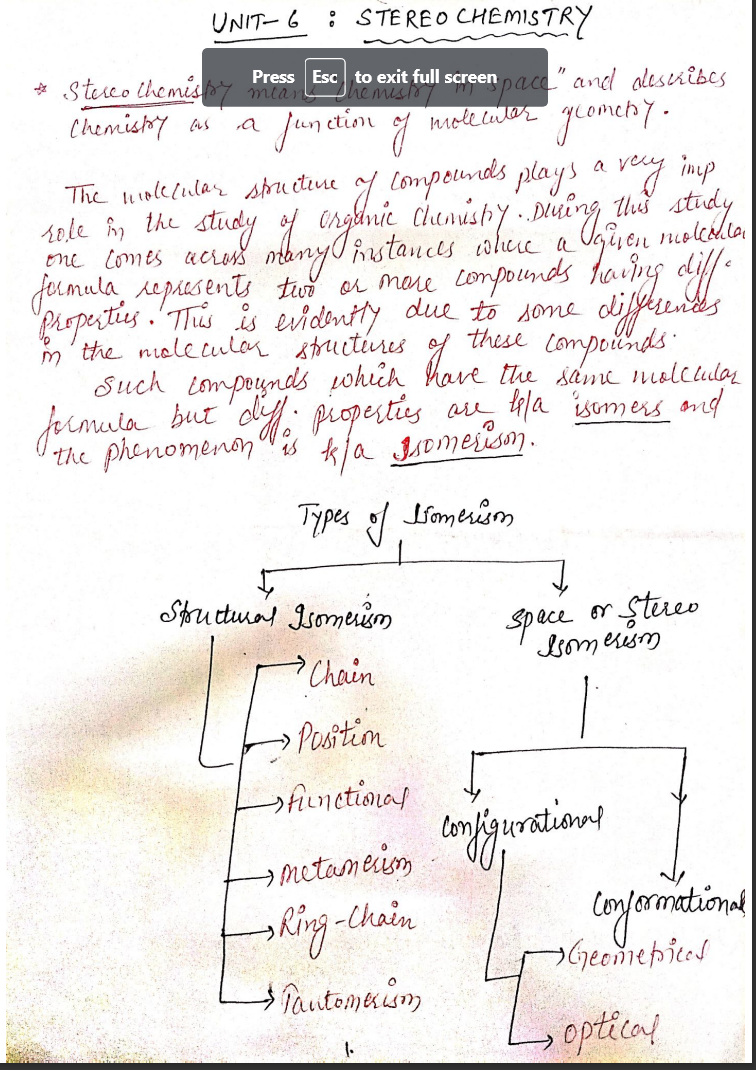 UNIT-6 : STEREO CHEMISTRY
Press Esc to exit full screen
* Stereo Chemistry means "chemistry in space" and describes
Chemistry as a function of molecular geometry.
The molecular structure of compounds plays a very imp
role in the study of organic chemistry. During this study
one comes across many instances where a given molecular
formula represents two or more compounds having diff.
properties. This is evidently due to some differences
in the molecular structures of these compounds.
Such compounds which have the same molecular
formula but diff. properties are k/a isomers and
the phenomenon is k/a Isomerism.
Types of Isomerism
Structural Isomerism
Space or Stereo
Isomerism
Chain
Position
Functional
Metamerism
Ring-Chain
Tautomerism
Configurational
Conformational
Geometrical
Optical
1.